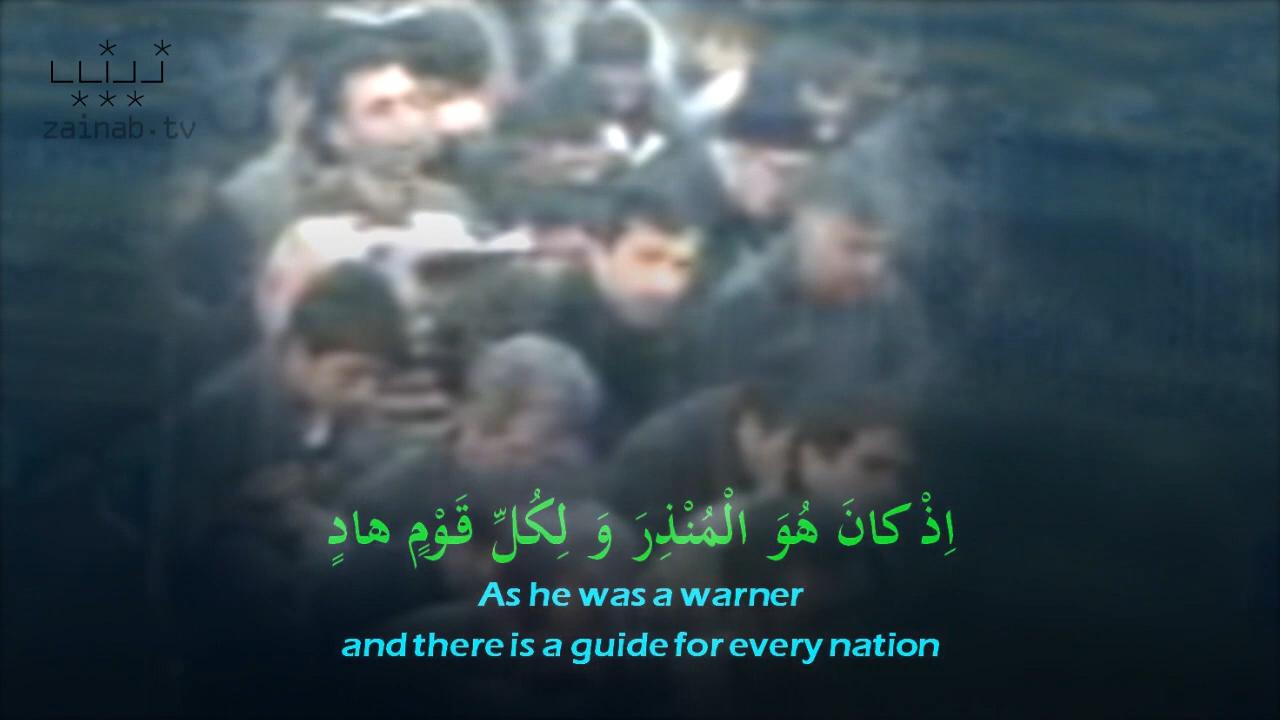 zainab.tv
اِذْ كانَ هُوَ الْمُنْذِرَ وَ لِكُلِّ قَوْمٍ هادٍ
As he was a warner
and there is a guide for every nation